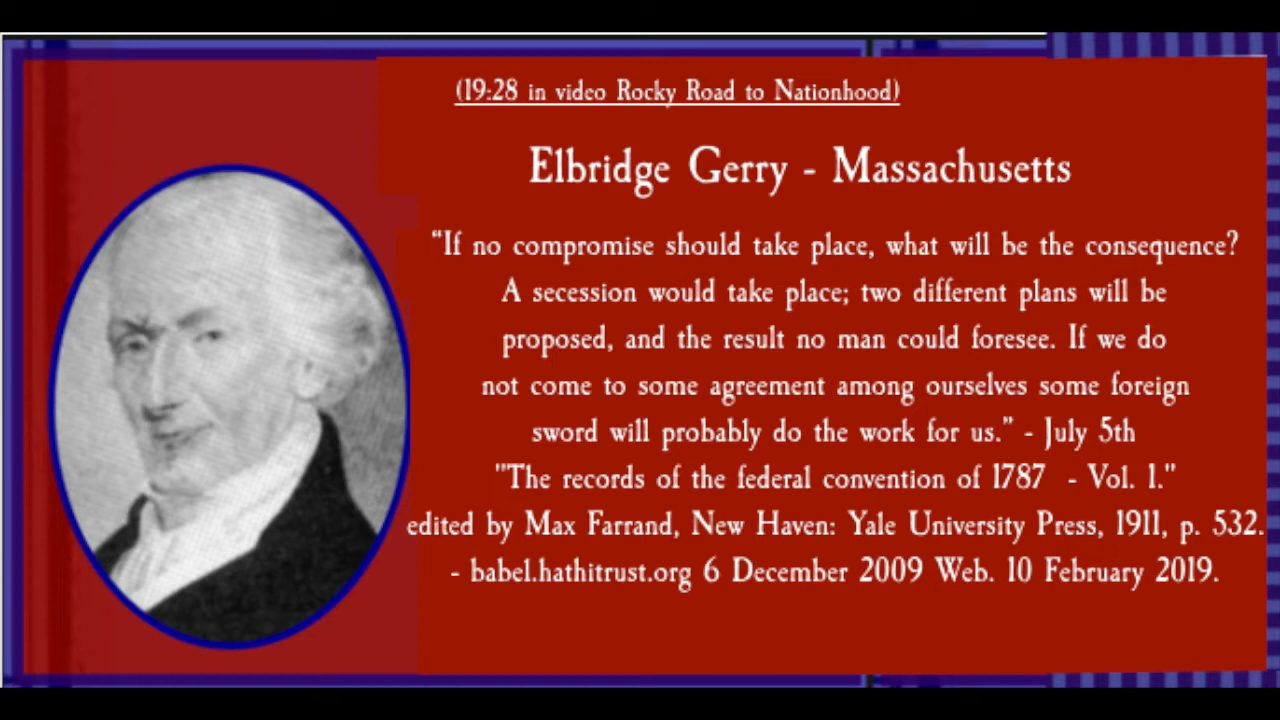 (19:28 in video Rocky Road to Nationhood)
Elbridge Gerry - Massachusetts
“If no compromise should take place, what will be the consequence?
A secession would take place; two different plans will be
proposed, and the result no man could foresee. If we do
not come to some agreement among ourselves some foreign
sword will probably do the work for us.” - July 5th
"The records of the federal convention of 1787 - Vol. 1."
edited by Max Farrand, New Haven: Yale University Press, 1911, p. 532.
- babel.hathitrust.org 6 December 2009 Web. 10 February 2019.